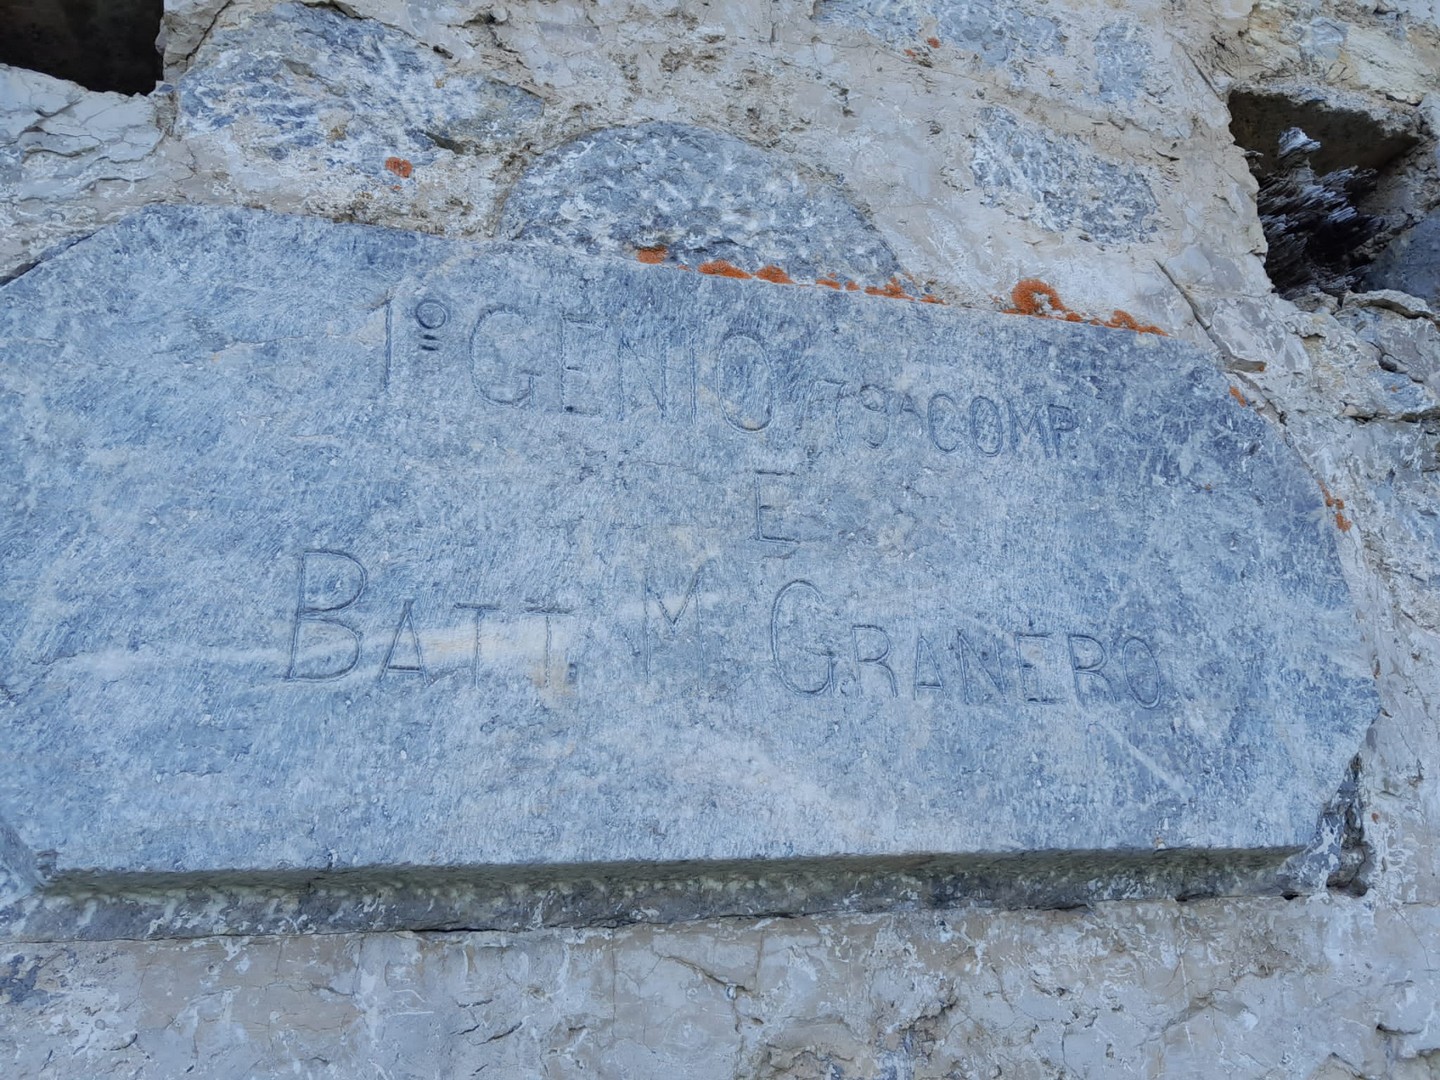 1º GENIO 79ª COMP.
E
BATT. M. GRANERO